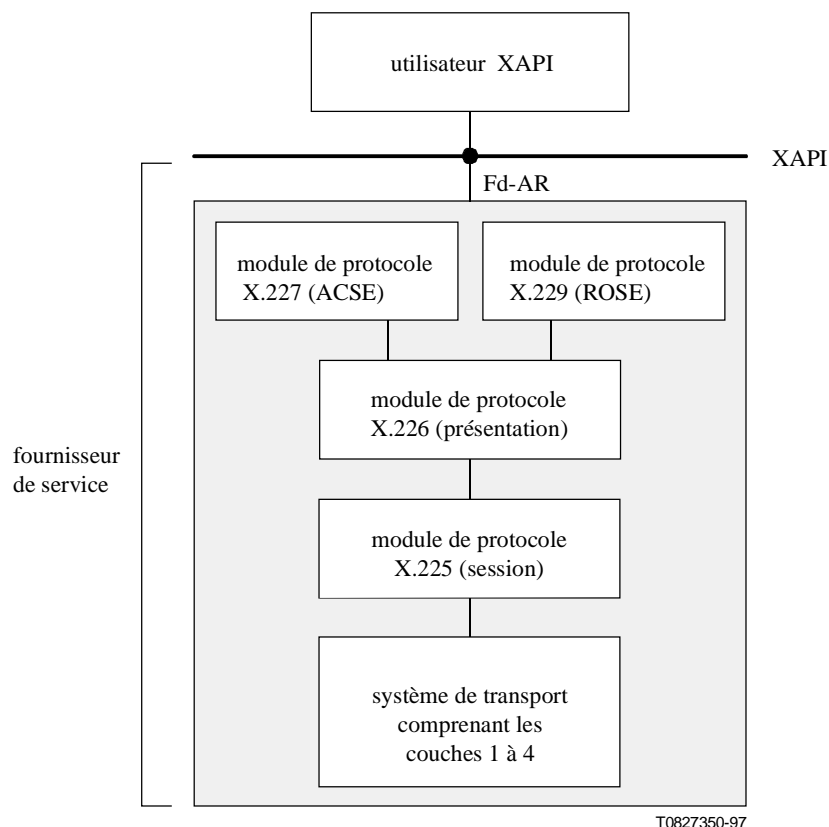 utilisateur XAPI
XAPI
Fd-AR
module de protocole
X.227 (ACSE)
module de protocole
X.229 (ROSE)
module de protocole
X.226 (présentation)
fournisseur
de service
module de protocole
X.225 (session)
système de transport
comprenant les
couches 1 à 4
T0827350-97